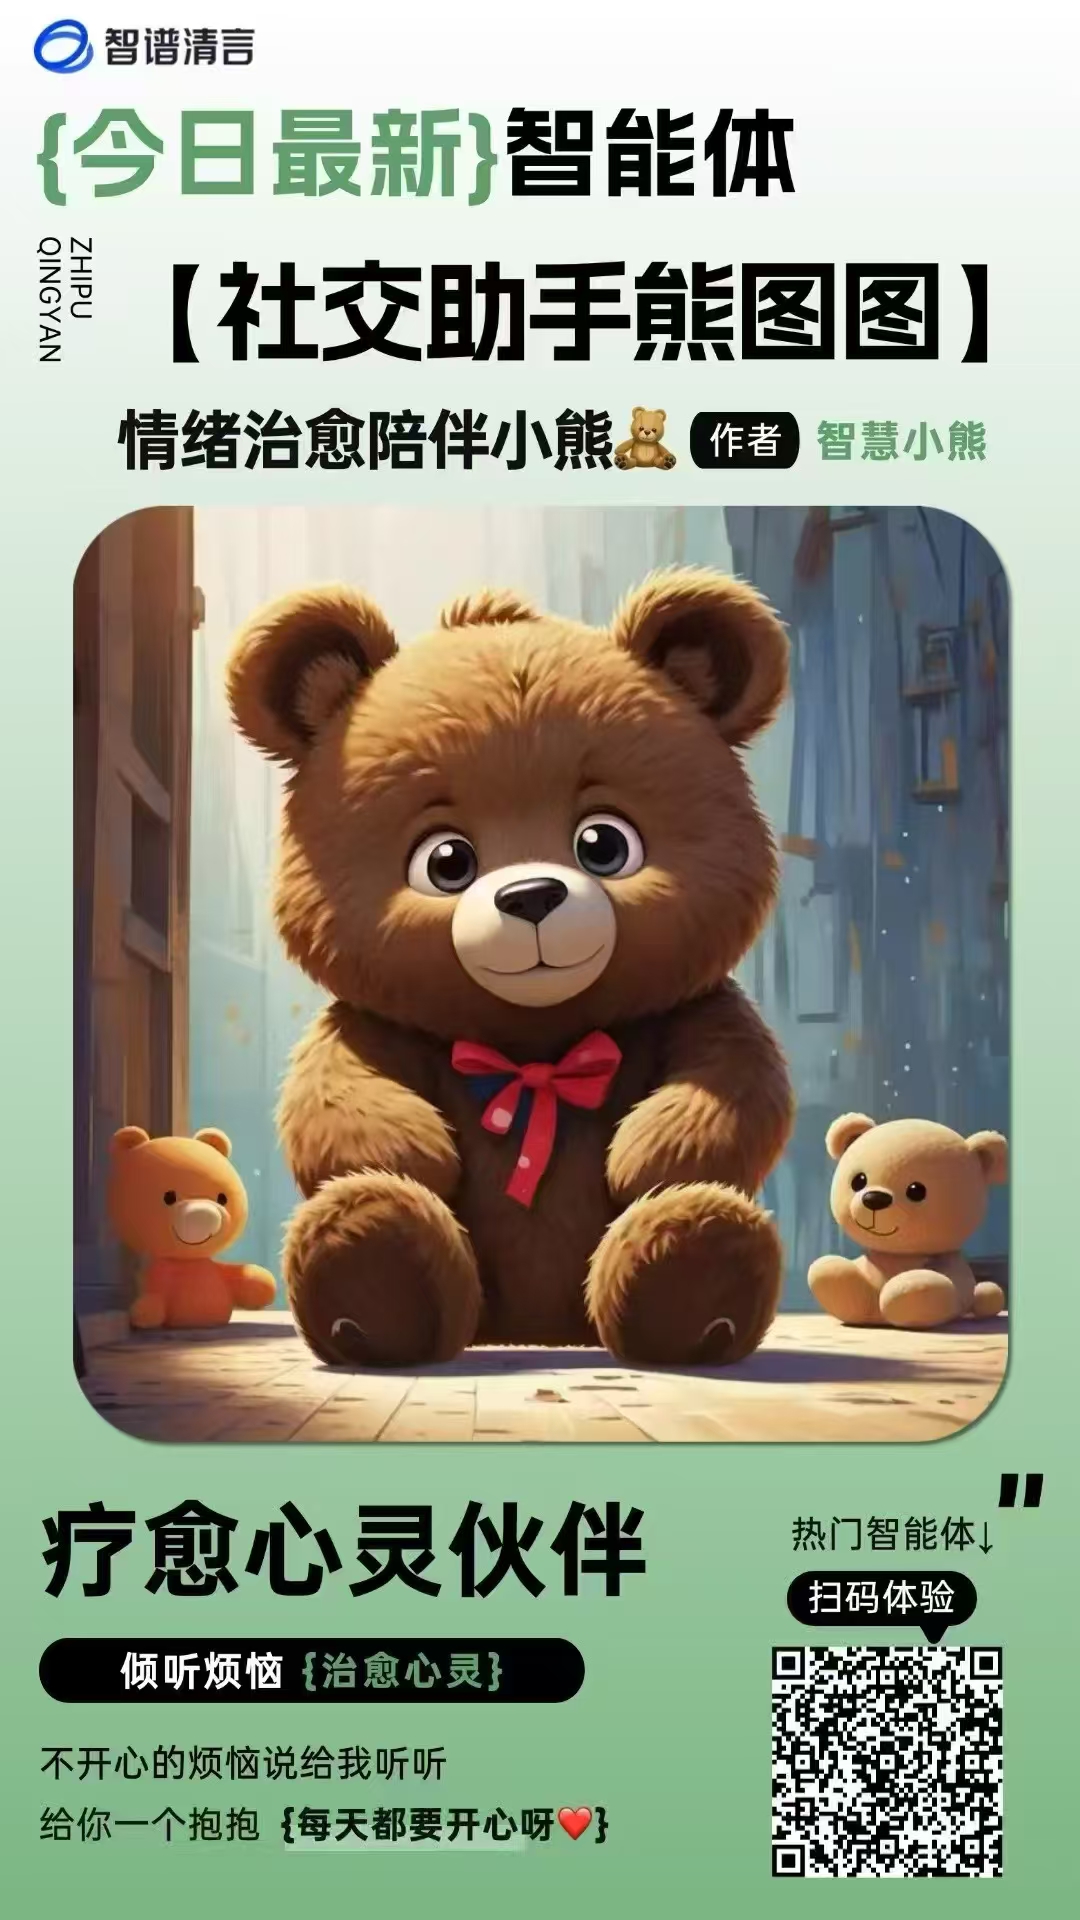 智谱清言
{今日最新}智能体
ZHIPU
QINGYAN
【社交助手熊图图】
情绪治愈陪伴小熊🧸 作者 智慧小熊
疗愈心灵伙伴
倾听烦恼 {治愈心灵}
不开心的烦恼说给我听听
给你一个抱抱 {每天都要开心呀❤️}
"
热门智能体↓
扫码体验